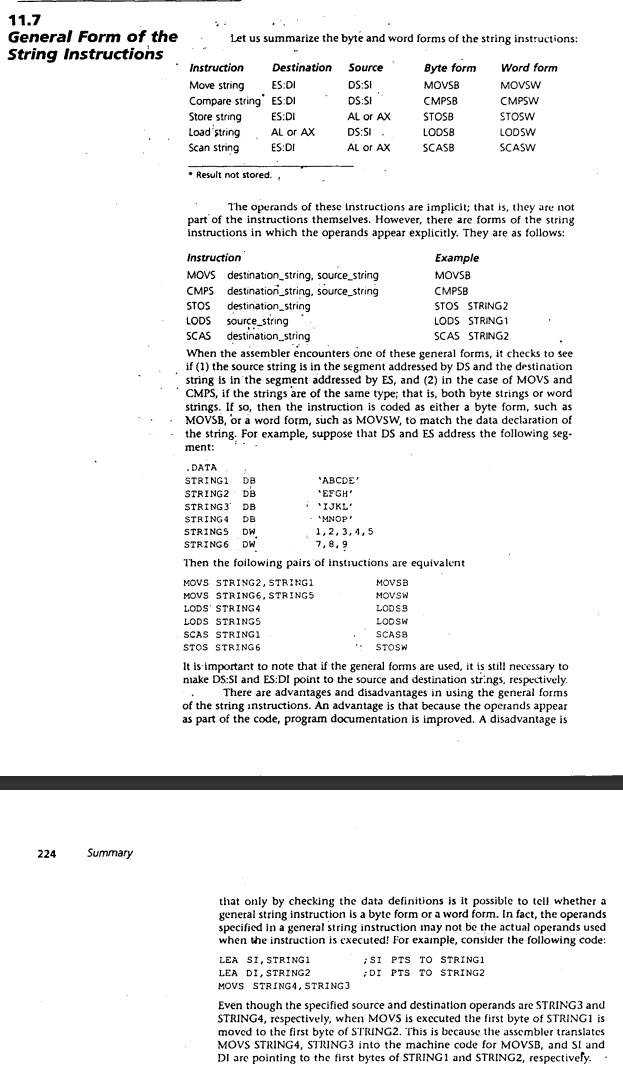 11.7
General Form of the
String Instructions
Let us summarize the byte and word forms of the string instructions:
Instruction Destination Source Byte form Word form
Move string ES:DI DS:SI MOVSB MOVSW
Compare string* ES:DI DS:SI CMPSB CMPSW
Store string ES:DI AL or AX STOSB STOSW
Load string AL or AX DS:SI LODSB LODSW
Scan string ES:DI AL or AX SCASB SCASW
* Result not stored.
The operands of these instructions are implicit; that is, they are not
part of the instructions themselves. However, there are forms of the string
instructions in which the operands appear explicitly. They are as follows:
Instruction Example
MOVS destination_string, source_string MOVSB
CMPS destination_string, source_string CMPSB
STOS destination_string STOS STRING2
LODS source_string LODS STRING1
SCAS destination_string SCAS STRING2
When the assembler encounters one of these general forms, it checks to see
if (1) the source string is in the segment addressed by DS and the destination
string is in the segment addressed by ES, and (2) in the case of MOVS and
CMPS, if the strings are of the same type; that is, both byte strings or word
strings. If so, then the instruction is coded as either a byte form, such as
MOVSB, or a word form, such as MOVSW, to match the data declaration of
the string. For example, suppose that DS and ES address the following seg-
ment:
.DATA
STRING1 DB 'ABCDE'
STRING2 DB 'EFGH'
STRING3 DB 'IJKL'
STRING4 DB 'MNOP'
STRING5 DW 1,2,3,4,5
STRING6 DW 7,8,9
Then the following pairs of instructions are equivalent
MOVS STRING2,STRING1 MOVSB
MOVS STRING6,STRING5 MOVSW
LODS STRING4 LODSB
LODS STRING5 LODSW
SCAS STRING1 SCASB
STOS STRING6 STOSW
It is important to note that if the general forms are used, it is still necessary to
make DS:SI and ES:DI point to the source and destination strings, respectively.
There are advantages and disadvantages in using the general forms
of the string instructions. An advantage is that because the operands appear
as part of the code, program documentation is improved. A disadvantage is
224 Summary
that only by checking the data definitions is it possible to tell whether a
general string instruction is a byte form or a word form. In fact, the operands
specified in a general string instruction may not be the actual operands used
when the instruction is executed! For example, consider the following code:
LEA SI,STRING1 ;SI PTS TO STRING1
LEA DI,STRING2 ;DI PTS TO STRING2
MOVS STRING4,STRING3
Even though the specified source and destination operands are STRING3 and
STRING4, respectively, when MOVS is executed the first byte of STRING1 is
moved to the first byte of STRING2. This is because the assembler translates
MOVS STRING4, STRING3 into the machine code for MOVSB, and SI and
DI are pointing to the first bytes of STRING1 and STRING2, respectively.